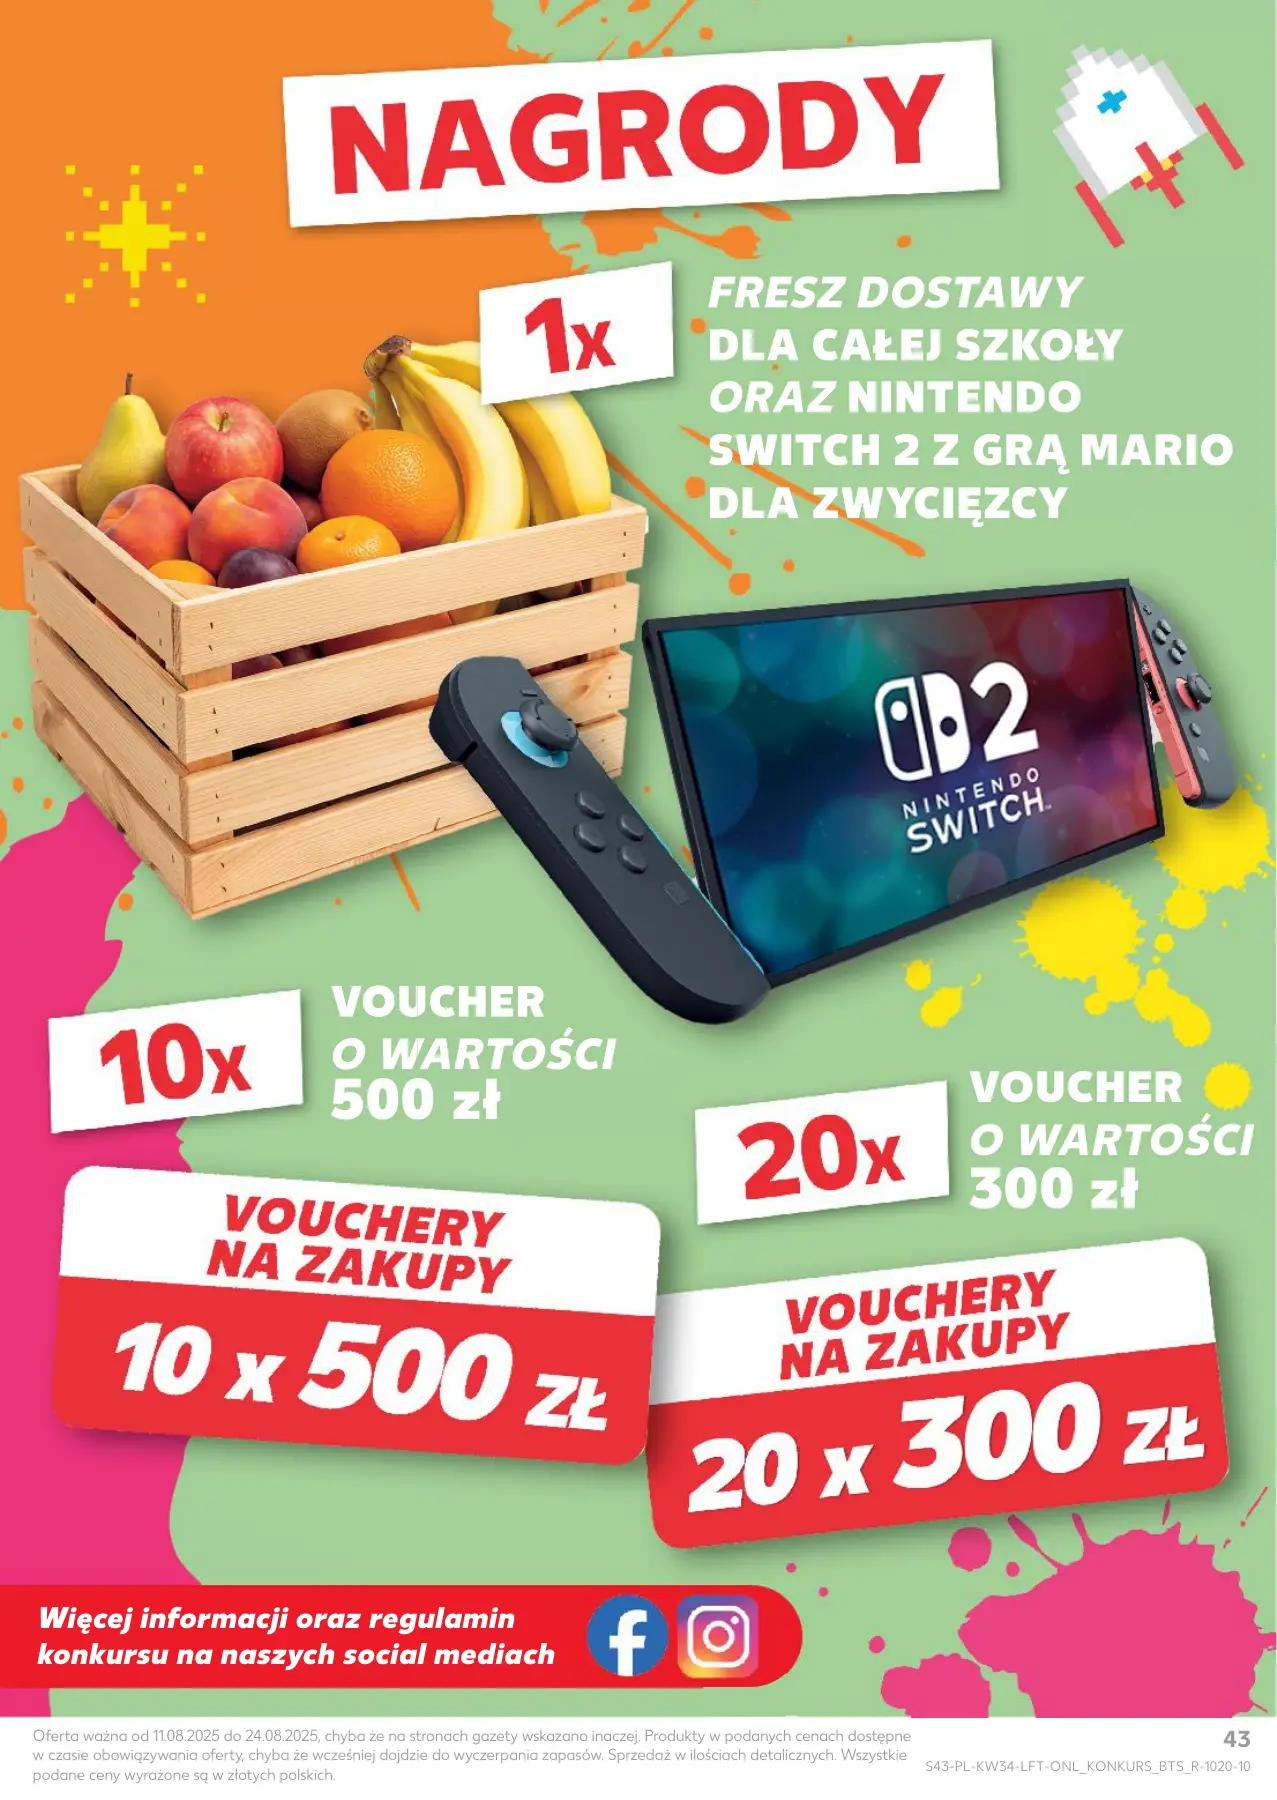 NAGRODY
1x
FRESZ DOSTAWY
DLA CAŁEJ SZKOŁY
ORAZ NINTENDO
SWITCH 2 Z GRĄ MARIO
DLA ZWYCIĘZCY
2
NINTENDO
SWITCH™
10x
VOUCHER
O WARTOŚCI
500 zł
20x
VOUCHER
O WARTOŚCI
300 zł
VOUCHERY
NA ZAKUPY
10 x 500 ZŁ
VOUCHERY
NA ZAKUPY
20 x 300 ZŁ
Więcej informacji oraz regulamin
konkursu na naszych social mediach
Oferta ważna od 11.08.2025 do 24.08.2025, chyba że na stronach gazety wskazano inaczej. Produkty w podanych cenach dostępne
w czasie obowiązywania oferty, chyba że wcześniej dojdzie do wyczerpania zapasów. Sprzedaż w ilościach detalicznych. Wszystkie
podane ceny wyrażone są w złotych polskich.
43
S43-PL-KW34-LFT-ONL_KONKURS_BTS_R-1020-10